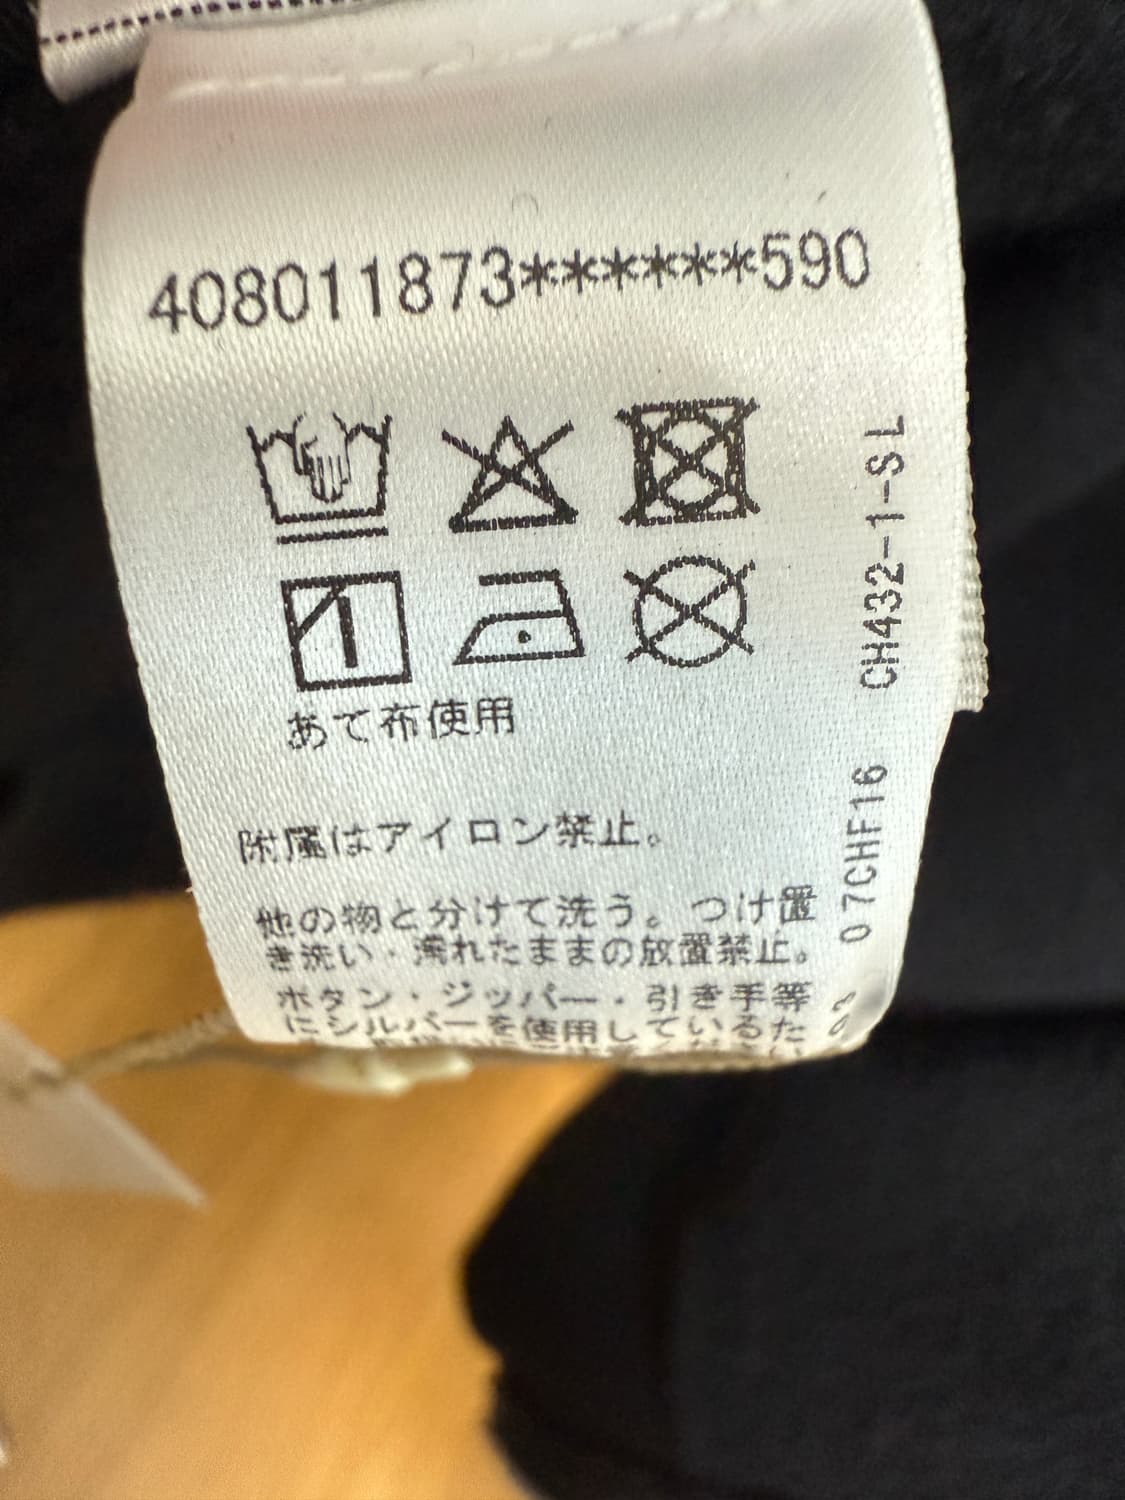 408011873******590
あて布使用
附属はアイロン禁止。
他の物と分けて洗う。つけ置
き洗い・濡れたままの放置禁止。
ボタン・ジッパー・引き手等
にシルバーを使用しているた
CH432-1-SL
07CHF16